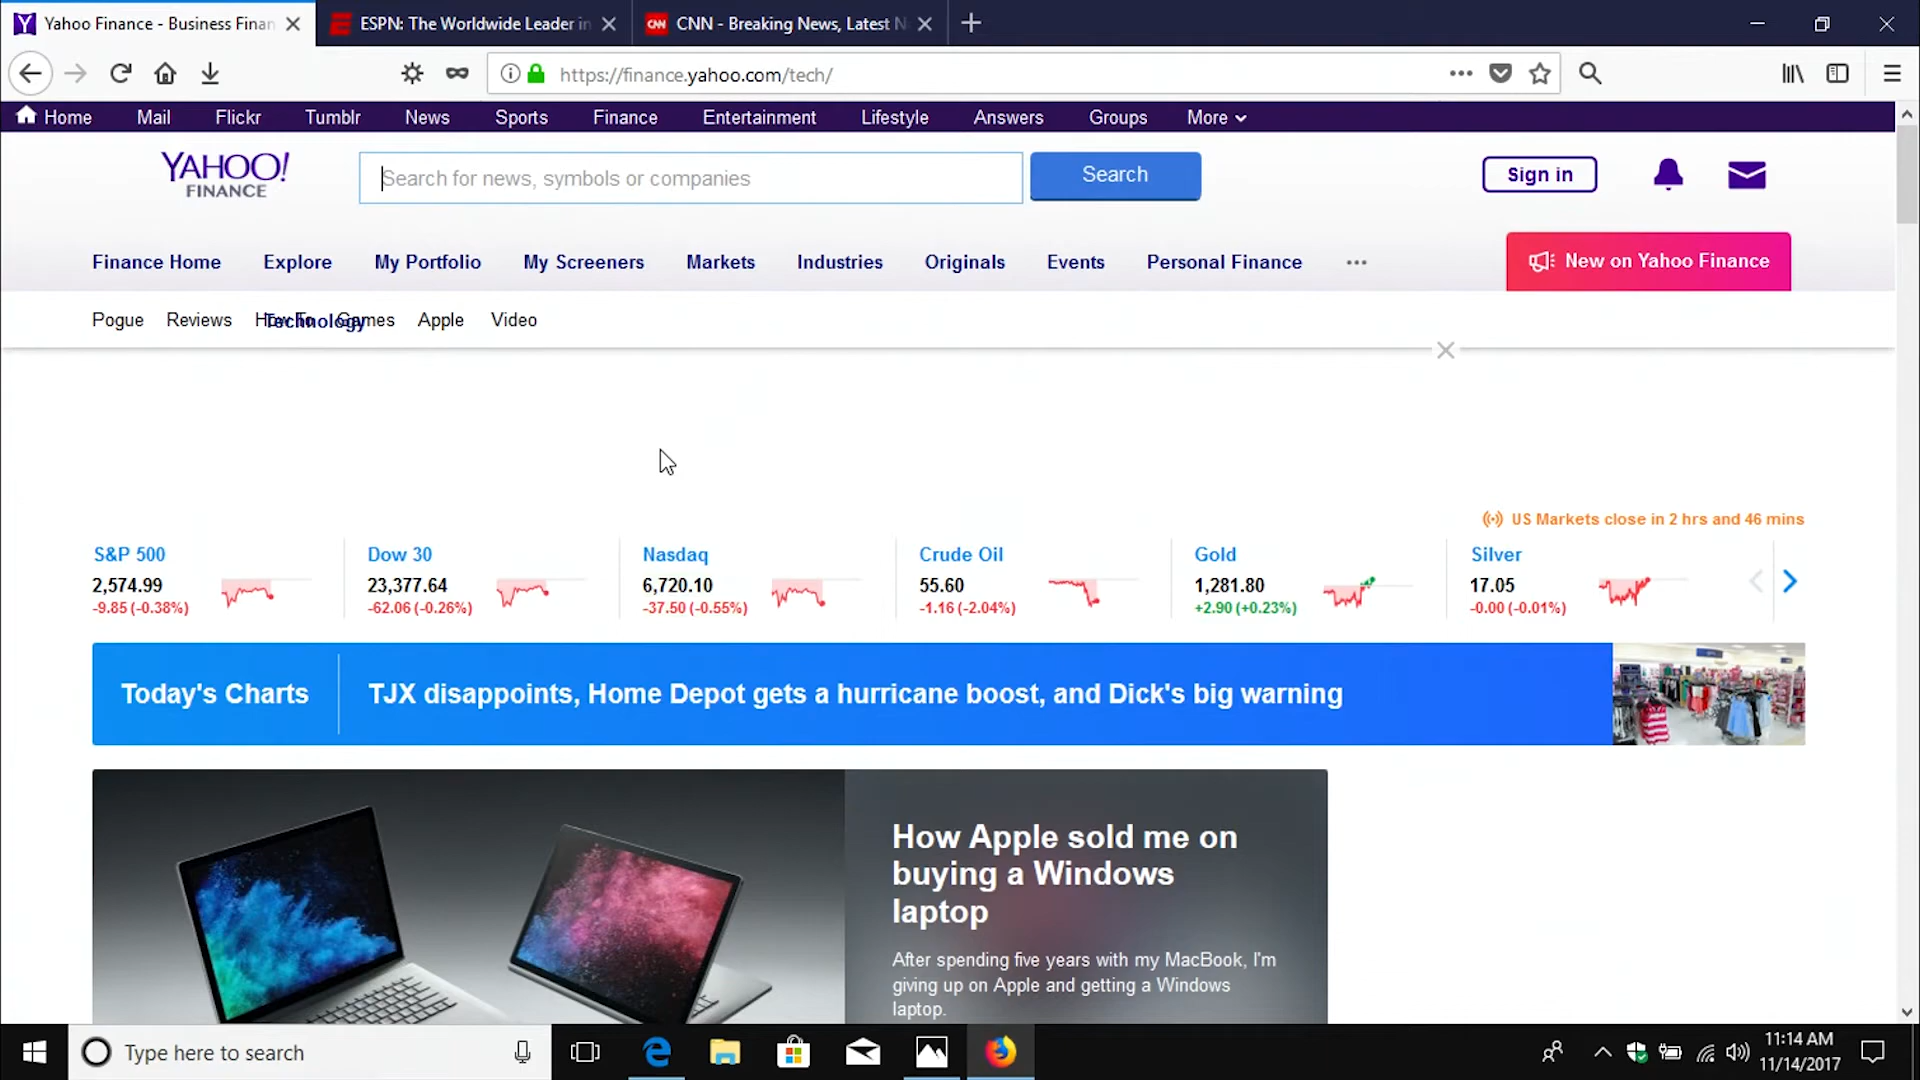 Yahoo Finance - Business Finan
ESPN: The Worldwide Leader in
CNN - Breaking News, Latest N
https://finance.yahoo.com/tech/
Home Mail Flickr Tumblr News Sports Finance Entertainment Lifestyle Answers Groups More
YAHOO!
FINANCE
Search for news, symbols or companies
Search
Sign in
Finance Home Explore My Portfolio My Screeners Markets Industries Originals Events Personal Finance
New on Yahoo Finance
Pogue Reviews How To Technology Games Apple Video
US Markets close in 2 hrs and 46 mins
S&P 500
2,574.99
-9.85 (-0.38%)
Dow 30
23,377.64
-62.06 (-0.26%)
Nasdaq
6,720.10
-37.50 (-0.55%)
Crude Oil
55.60
-1.16 (-2.04%)
Gold
1,281.80
+2.90 (+0.23%)
Silver
17.05
-0.00 (-0.01%)
Today's Charts
TJX disappoints, Home Depot gets a hurricane boost, and Dick's big warning
How Apple sold me on
buying a Windows
laptop
After spending five years with my MacBook, I'm
giving up on Apple and getting a Windows
laptop.
Type here to search
11:14 AM
11/14/2017